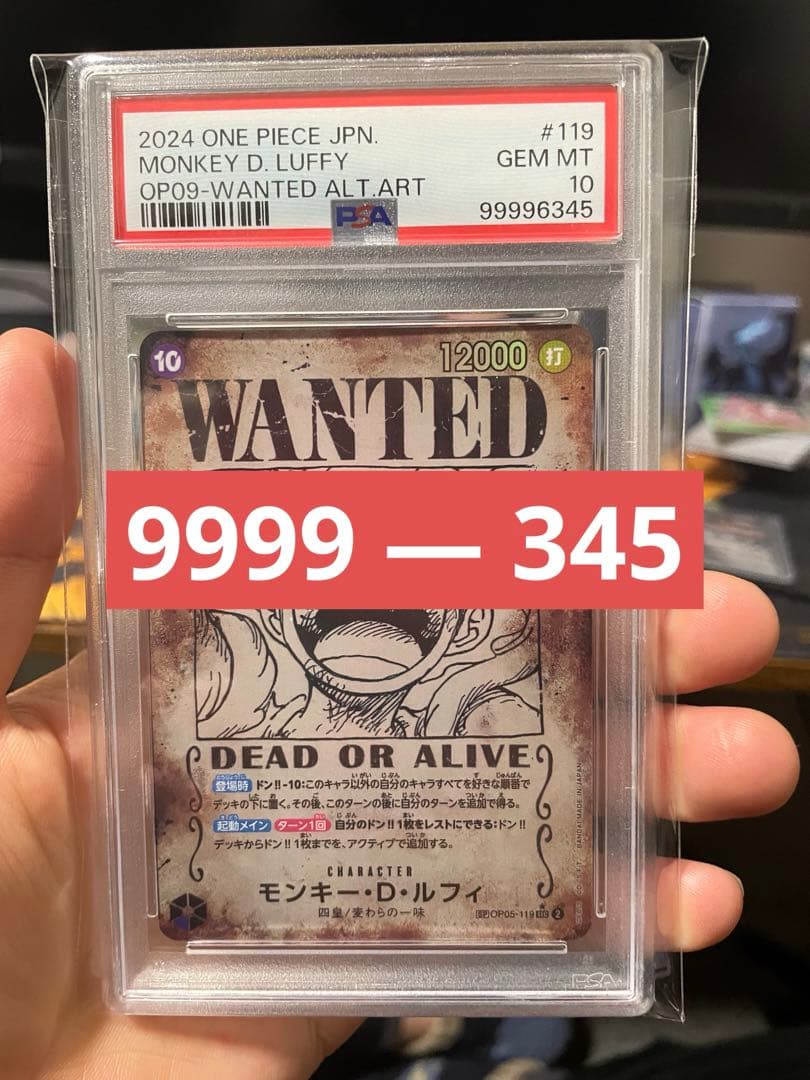 2024 ONE PIECE JPN. #119
MONKEY D. LUFFY GEM MT
OP09-WANTED ALT.ART 10
PSA 99996345
10 12000 打
WANTED
9999 — 345
DEAD OR ALIVE
登場時 ドン!!-10:このキャラ以外の自分のキャラすべてを好きな順番で
デッキの下に置く。その後、このターンの後に自分のターンを追加で得る。
起動メイン ターン1回 自分のドン!!1枚をレストにできる:ドン!!
デッキからドン!!1枚までを、アクティブで追加する。
CHARACTER
モンキー・D・ルフィ
四皇/麦わらの一味
SP OP05-119 SEC 2
PSA